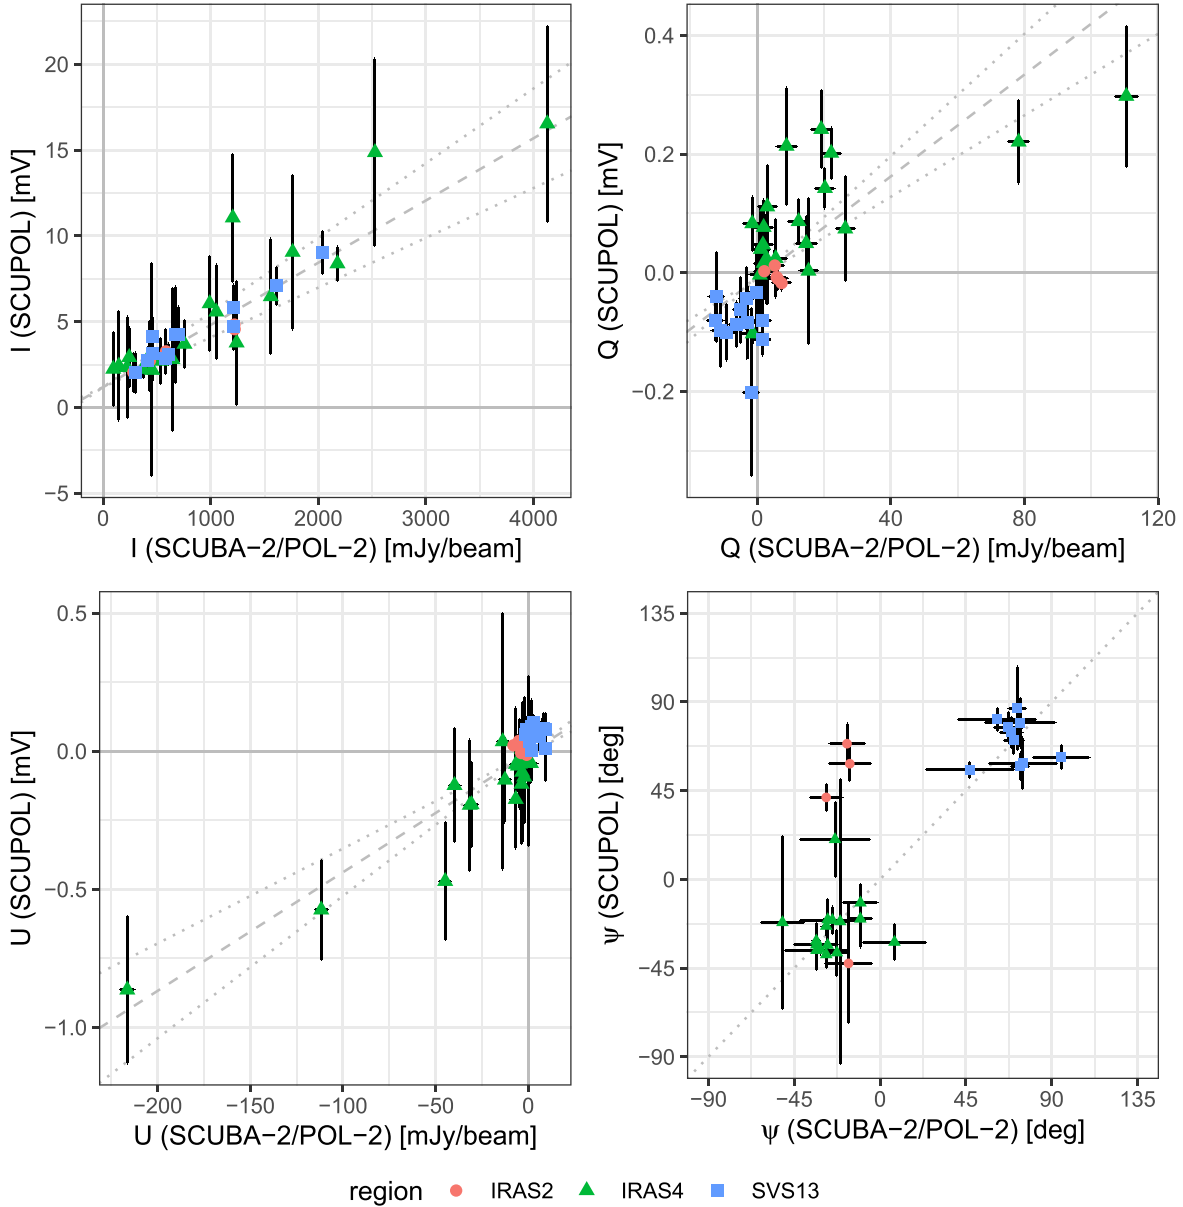 20
15
10
5
0
−5
I (SCUPOL) [mV]
0 1000 2000 3000 4000
I (SCUBA−2/POL−2) [mJy/beam]
0.4
0.2
0.0
−0.2
Q (SCUPOL) [mV]
0 40 80 120
Q (SCUBA−2/POL−2) [mJy/beam]
0.5
0.0
−0.5
−1.0
U (SCUPOL) [mV]
−200 −150 −100 −50 0
U (SCUBA−2/POL−2) [mJy/beam]
135
90
45
0
−45
−90
ψ (SCUPOL) [deg]
−90 −45 0 45 90 135
ψ (SCUBA−2/POL−2) [deg]
region IRAS2 IRAS4 SVS13